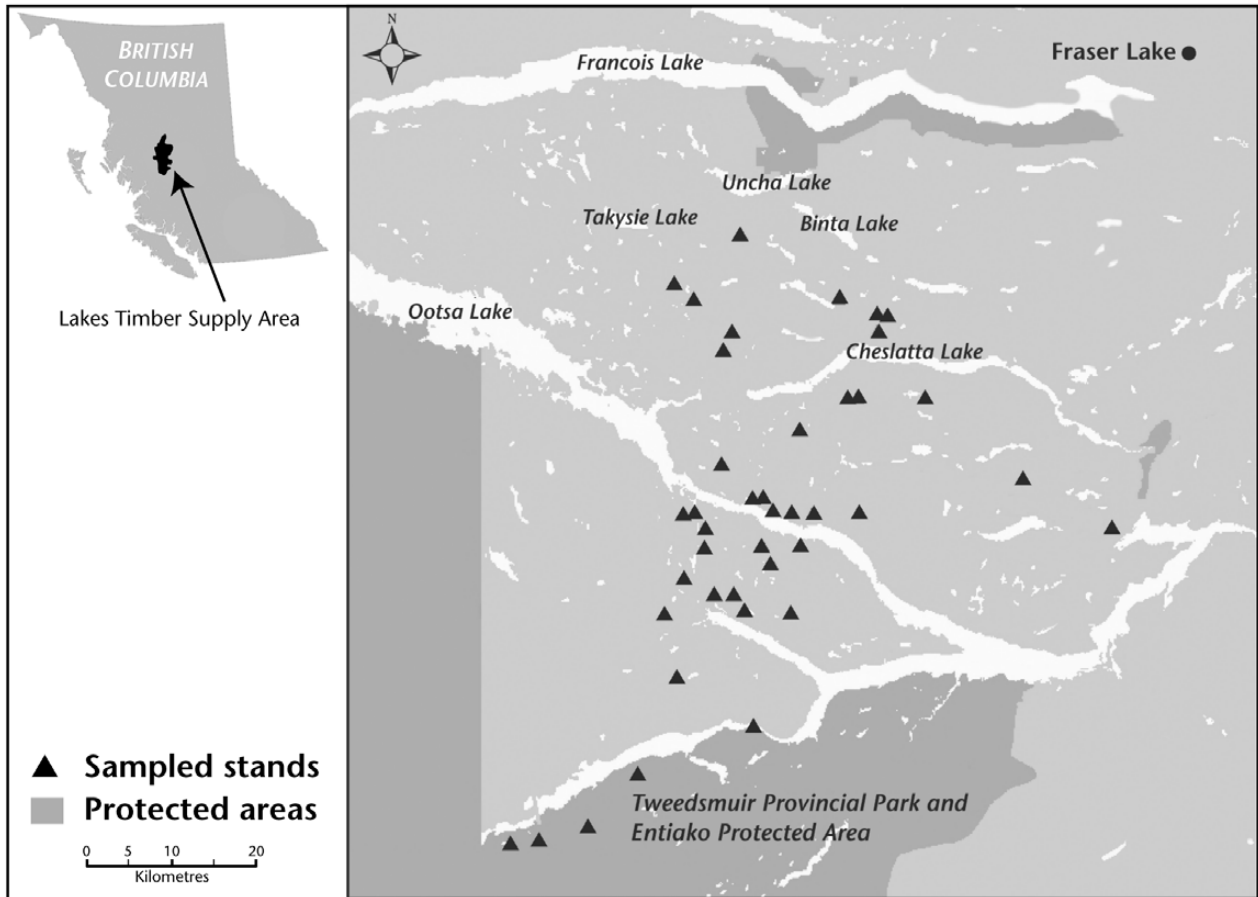 BRITISH
COLUMBIA
Lakes Timber Supply Area
Sampled stands
Protected areas
0 5 10 20
Kilometres
N
Fraser Lake
Francois Lake
Uncha Lake
Takysie Lake
Binta Lake
Ootsa Lake
Cheslatta Lake
Tweedsmuir Provincial Park and
Entiako Protected Area